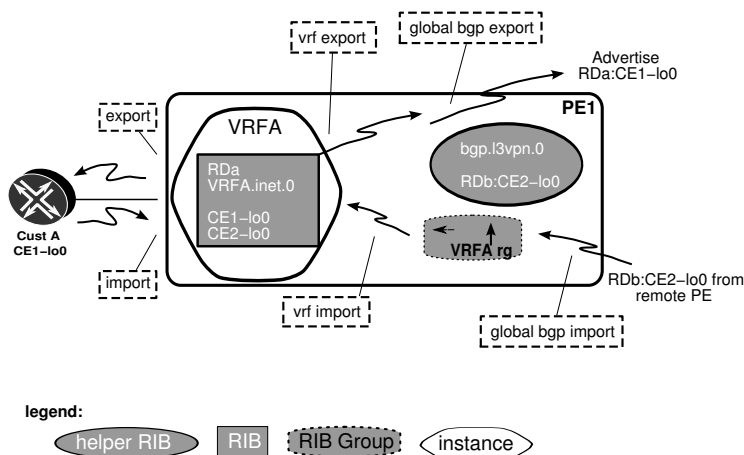 global bgp export
vrf export
Advertise
RDa:CE1–lo0
PE1
export
VRFA
bgp.l3vpn.0
RDb:CE2–lo0
RDa
VRFA.inet.0
CE1–lo0
CE2–lo0
Cust A
CE1–lo0
VRFA rg
import
RDb:CE2–lo0 from
remote PE
vrf import
global bgp import
legend:
helper RIB
RIB
RIB Group
instance